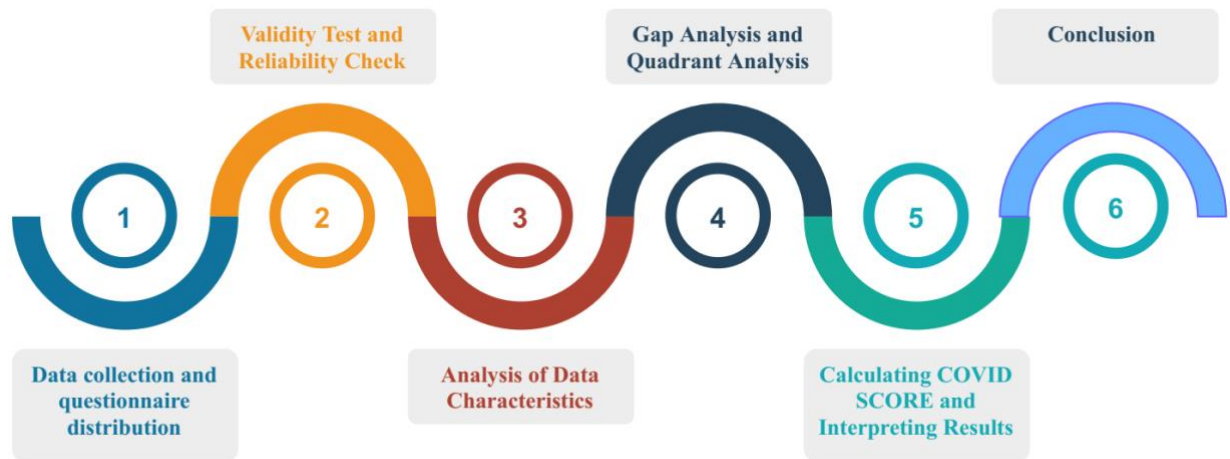 Validity Test and
Reliability Check
Gap Analysis and
Quadrant Analysis
Conclusion
1
2
3
4
5
6
Data collection and
questionnaire
distribution
Analysis of Data
Characteristics
Calculating COVID
SCORE and
Interpreting Results